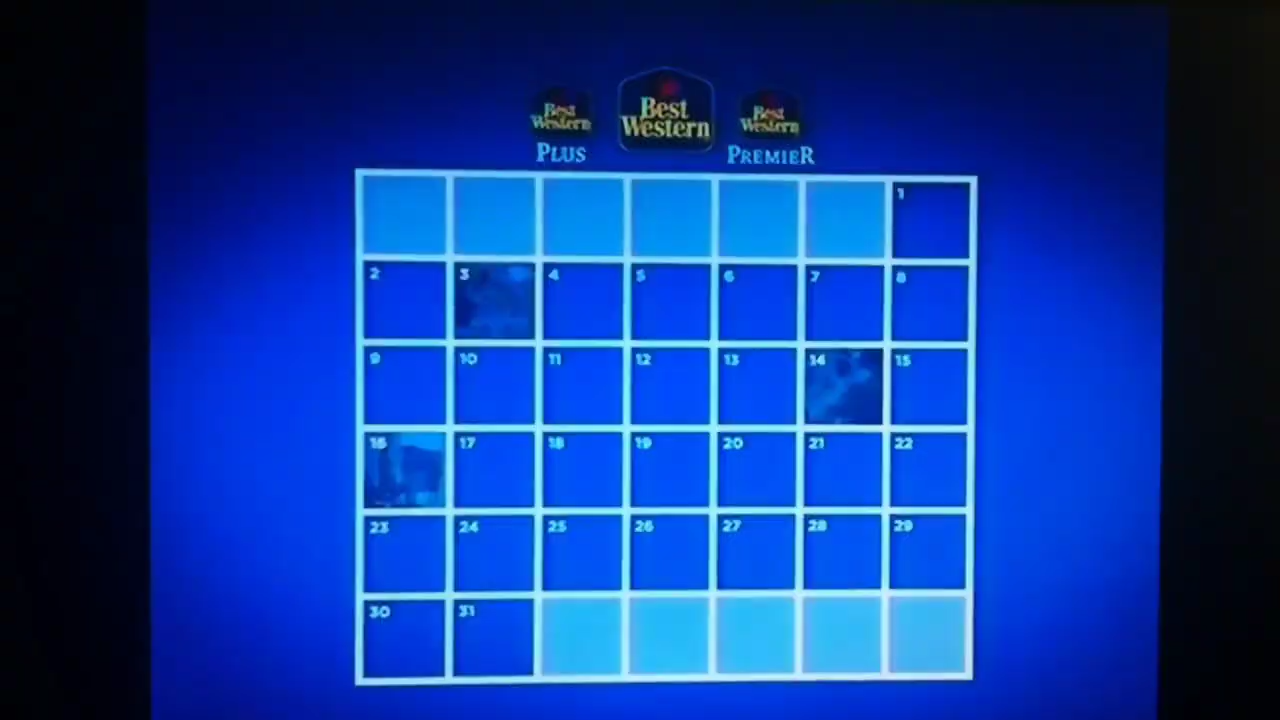 Best
Western
PLUS
Best
Western
Best
Western
PREMIER
1
2 3 4 5 6 7 8
9 10 11 12 13 14 15
16 17 18 19 20 21 22
23 24 25 26 27 28 29
30 31